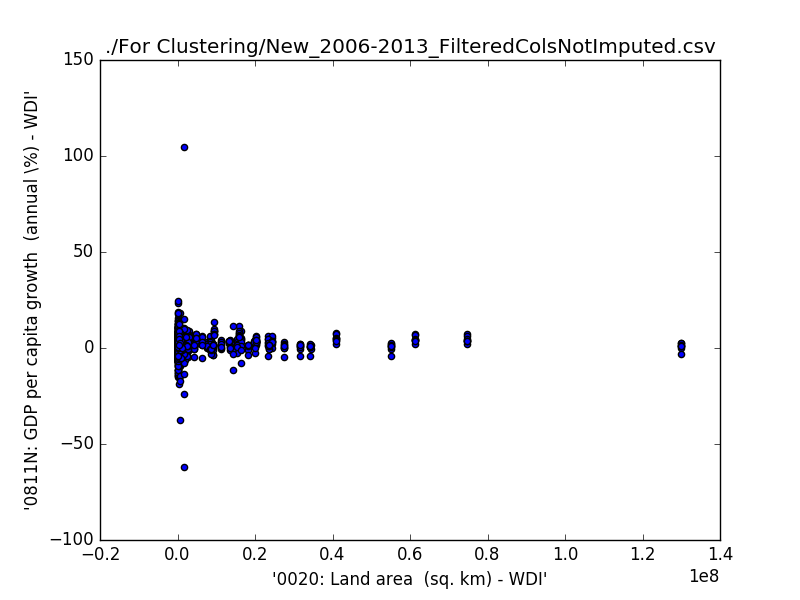 ./For Clustering/New_2006-2013_FilteredColsNotImputed.csv
150
100
50
0
−50
−100
−0.2 0.0 0.2 0.4 0.6 0.8 1.0 1.2 1.4
1e8
'0020: Land area  (sq. km) - WDI'
'0811N: GDP per capita growth  (annual \%) - WDI'